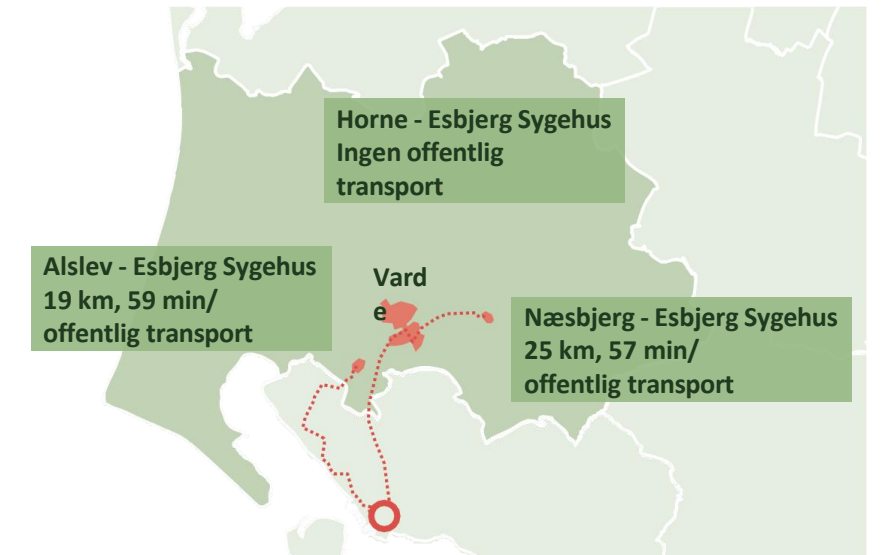 Horne - Esbjerg Sygehus
Ingen offentlig
transport
Alslev - Esbjerg Sygehus
19 km, 59 min/
offentlig transport
Vard
e
Næsbjerg - Esbjerg Sygehus
25 km, 57 min/
offentlig transport